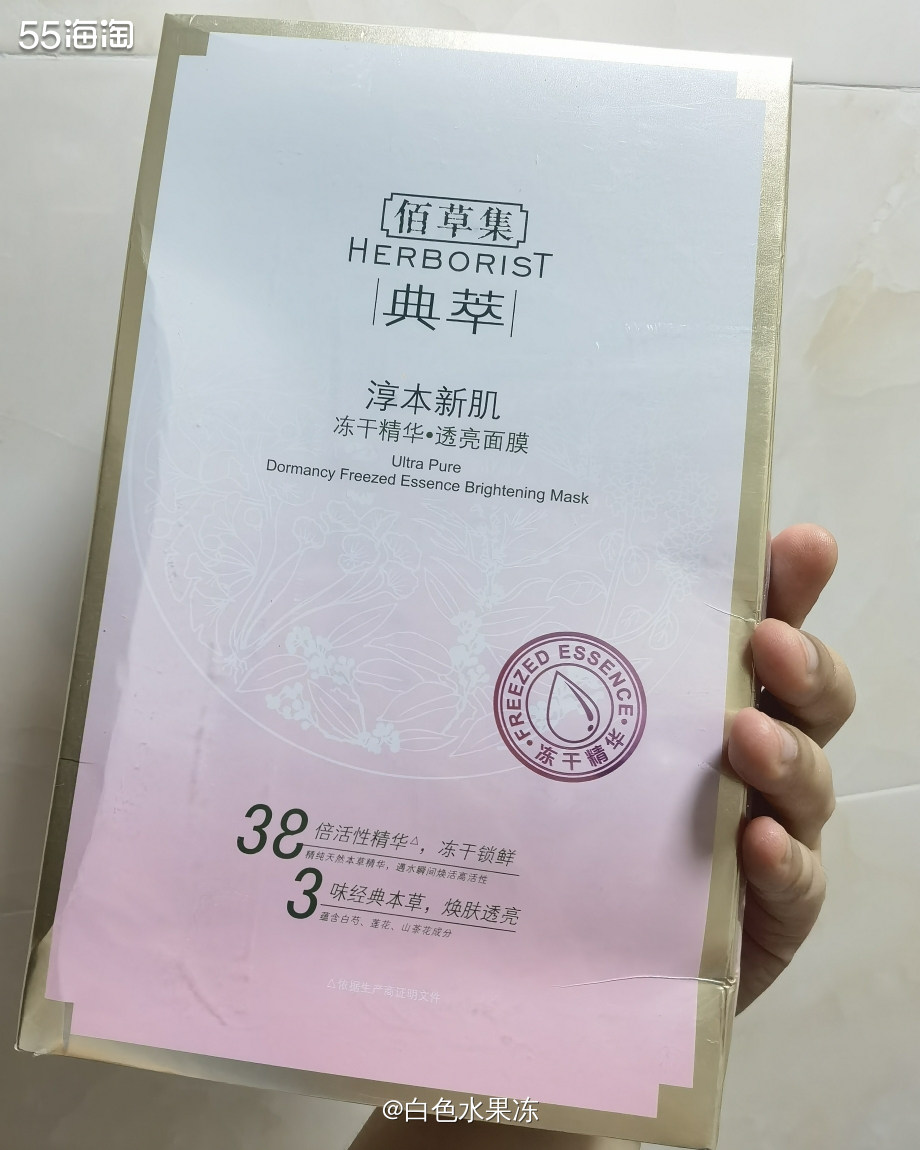 55海淘
佰草集
HERBORIST
典萃
淳本新肌
冻干精华•透亮面膜
Ultra Pure
Dormancy Freezed Essence Brightening Mask
•FREEZED ESSENCE•
冻干精华
38倍活性精华△，冻干锁鲜
精纯天然本草精华，遇水瞬间焕活高活性
3味经典本草，焕肤透亮
蕴含白芍、莲花、山茶花成分
△依据生产商证明文件
@白色水果冻